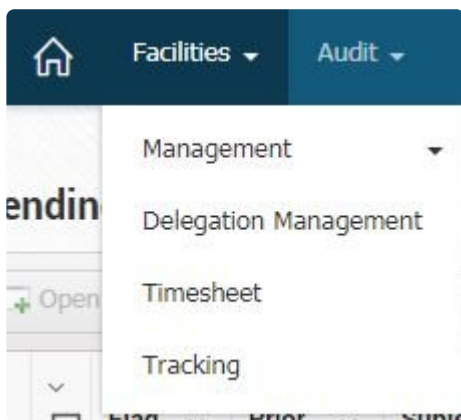 Facilities Audit
Management
endin
Delegation Management
Open
Timesheet
Tracking